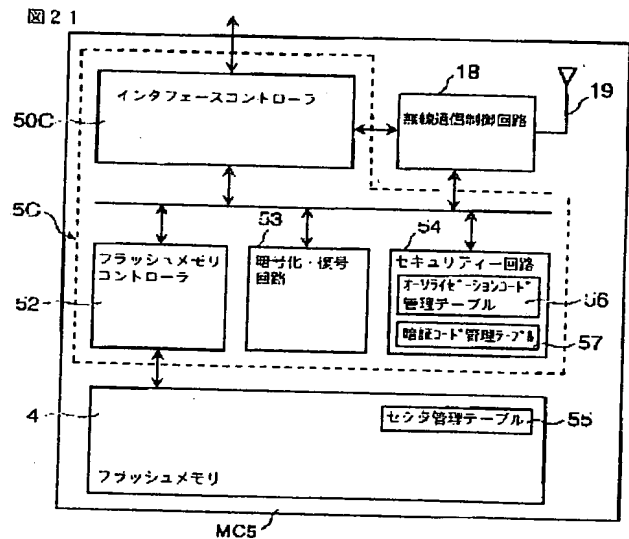 図21
インタフェースコントローラ
50C
18
無線通信制御回路
19
5C
フラッシュメモリ
コントローラ
52
53
暗号化・復号
回路
54
セキュリティー回路
オーソライゼーションコード
管理テーブル
56
暗証コード管理テーブル
57
4
セクタ管理テーブル
55
フラッシュメモリ
MC5